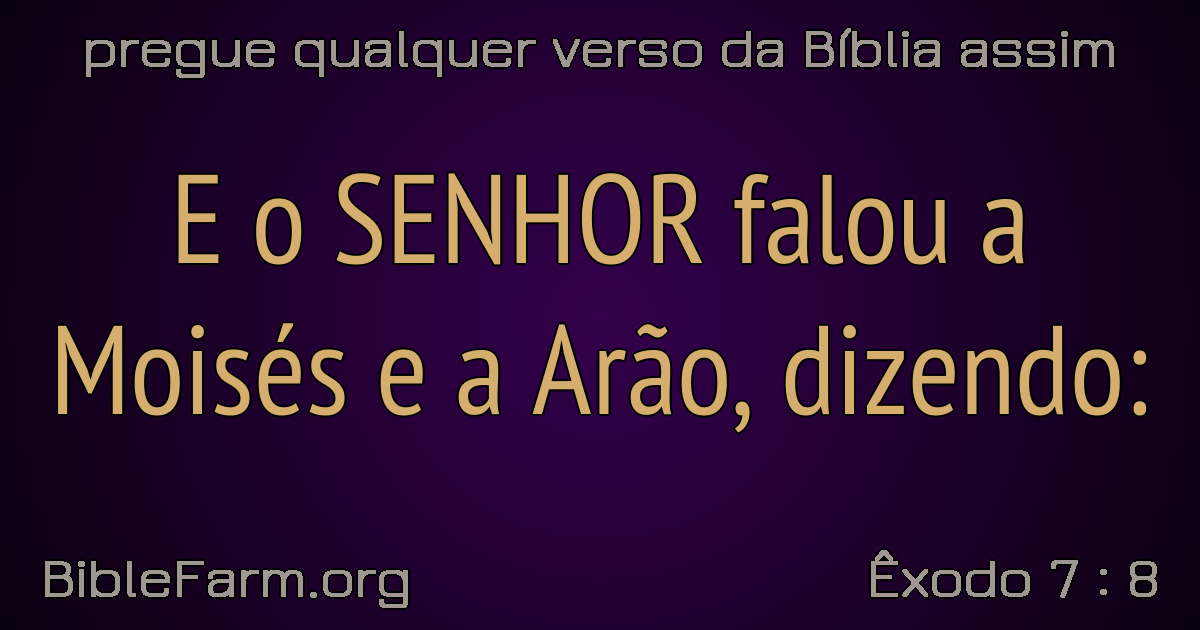 pregue qualquer verso da Bíblia assim
E o SENHOR falou a
Moisés e a Arão, dizendo:
BibleFarm.org
Êxodo 7 : 8